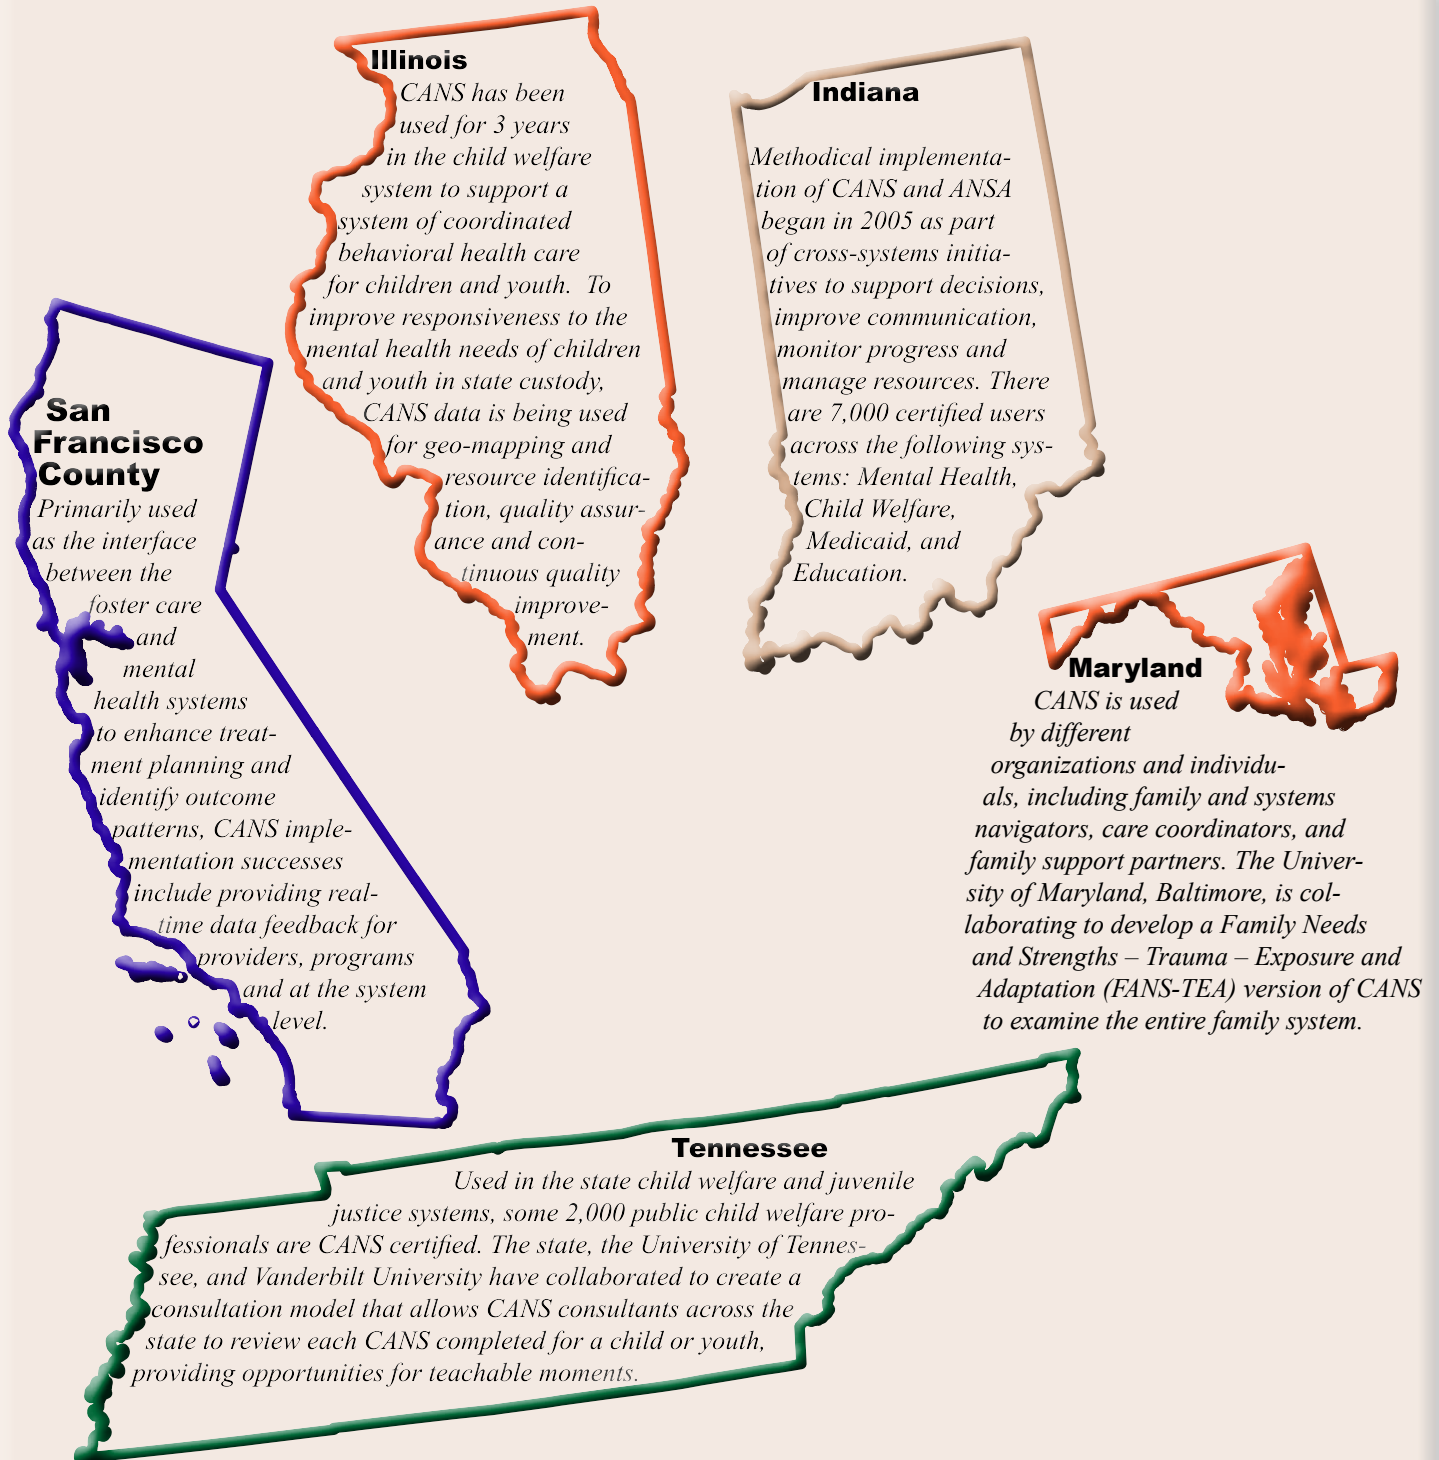 Illinois
CANS has been
used for 3 years
in the child welfare
system to support a
system of coordinated
behavioral health care
for children and youth.  To
improve responsiveness to the
mental health needs of children
and youth in state custody,
CANS data is being used
for geo-mapping and
resource identifica-
tion, quality assur-
ance and con-
tinuous quality
improve-
ment.
Indiana
Methodical implementa-
tion of CANS and ANSA
began in 2005 as part
of cross-systems initia-
tives to support decisions,
improve communication,
monitor progress and
manage resources. There
are 7,000 certified users
across the following sys-
tems: Mental Health,
Child Welfare,
Medicaid, and
Education.
San
Francisco
County
Primarily used
as the interface
between the
foster care
and
mental
health systems
to enhance treat-
ment planning and
identify outcome
patterns, CANS imple-
mentation successes
include providing real-
time data feedback for
providers, programs
and at the system
level.
Maryland
CANS is used
by different
organizations and individu-
als, including family and systems
navigators, care coordinators, and
family support partners. The Univer-
sity of Maryland, Baltimore, is col-
laborating to develop a Family Needs
and Strengths – Trauma – Exposure and
Adaptation (FANS-TEA) version of CANS
to examine the entire family system.
Tennessee
Used in the state child welfare and juvenile
justice systems, some 2,000 public child welfare pro-
fessionals are CANS certified. The state, the University of Tennes-
see, and Vanderbilt University have collaborated to create a
consultation model that allows CANS consultants across the
state to review each CANS completed for a child or youth,
providing opportunities for teachable moments.